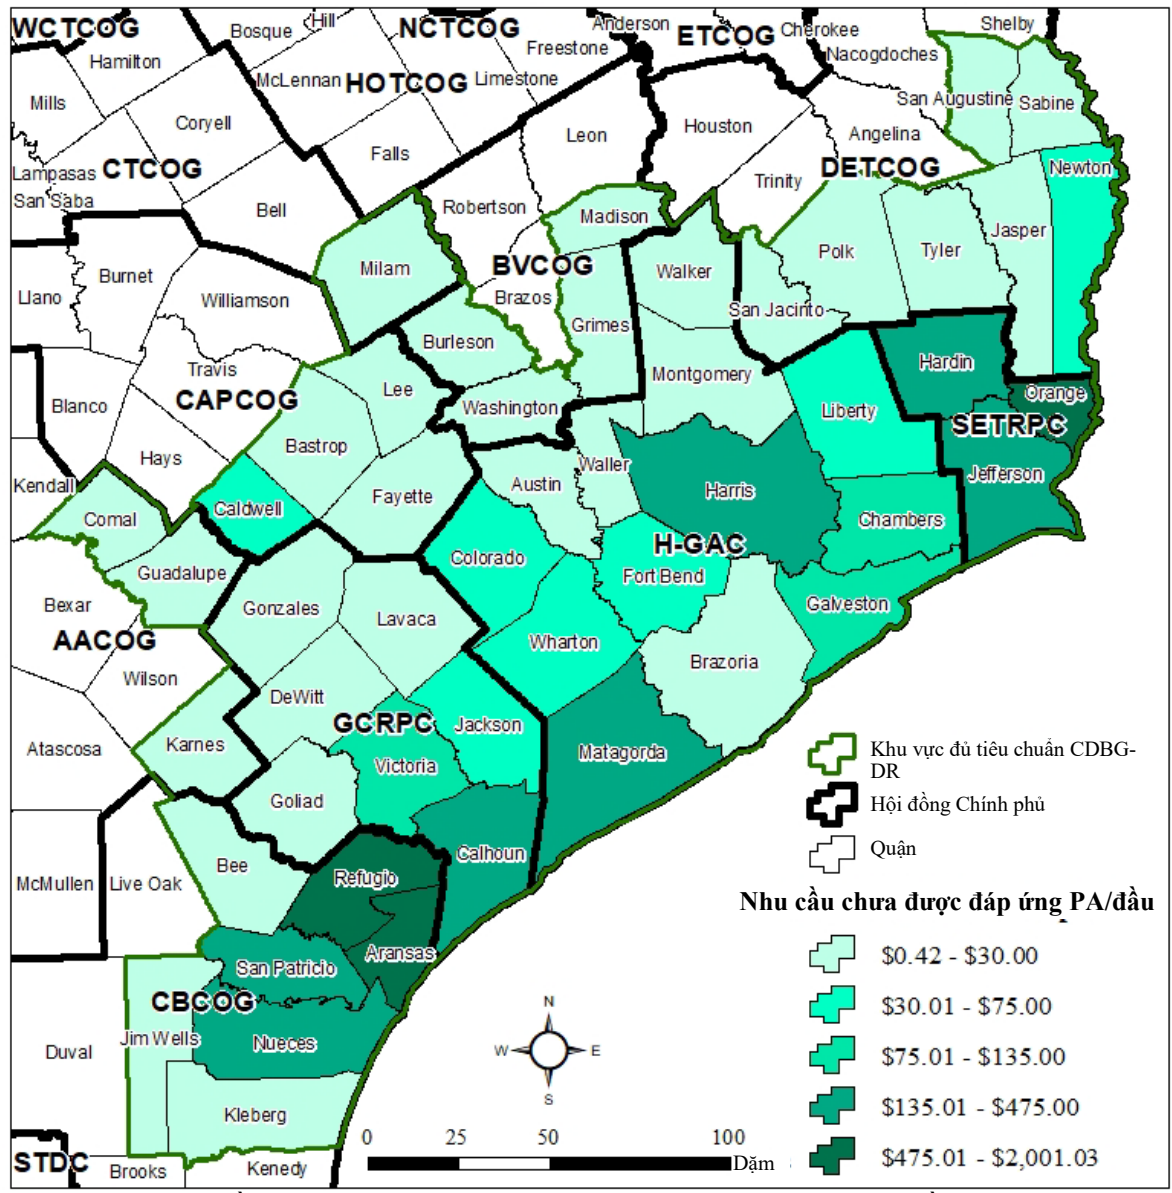 WCTCOG
Bosque
Hill
NCTCOG
Anderson
ETCOG
Cherokee
Shelby
Hamilton
Freestone
Nacogdoches
McLennan
HOTCOG
Limestone
Mills
San Augustine
Sabine
Coryell
Leon
Houston
Angelina
Falls
Lampasas
CTCOG
DETCOG
Newton
Trinity
San Saba
Bell
Robertson
Madison
Jasper
Burnet
Milam
BVCOG
Walker
Polk
Tyler
Llano
Williamson
Brazos
San Jacinto
Grimes
Burleson
Travis
Montgomery
Hardin
Blanco
CAPCOG
Lee
Washington
Liberty
Orange
SETRPC
Hays
Bastrop
Waller
Kendall
Austin
Harris
Jefferson
Comal
Caldwell
Fayette
Chambers
Colorado
H-GAC
Guadalupe
Fort Bend
Bexar
Gonzales
Lavaca
Galveston
AACOG
Wharton
Brazoria
Wilson
DeWitt
Atascosa
Karnes
GCRPC
Jackson
Matagorda
Victoria
Goliad
McMullen
Live Oak
Bee
Refugio
Calhoun
Aransas
San Patricio
CBCOG
Jim Wells
Nueces
Duval
Kleberg
STDC
Brooks
Kenedy
Khu vực đủ tiêu chuẩn CDBG-
DR
Hội đồng Chính phủ
Quận
Nhu cầu chưa được đáp ứng PA/đầu
$0.42 - $30.00
$30.01 - $75.00
$75.01 - $135.00
$135.01 - $475.00
$475.01 - $2,001.03
N
W
E
S
0 25 50 100
Dặm